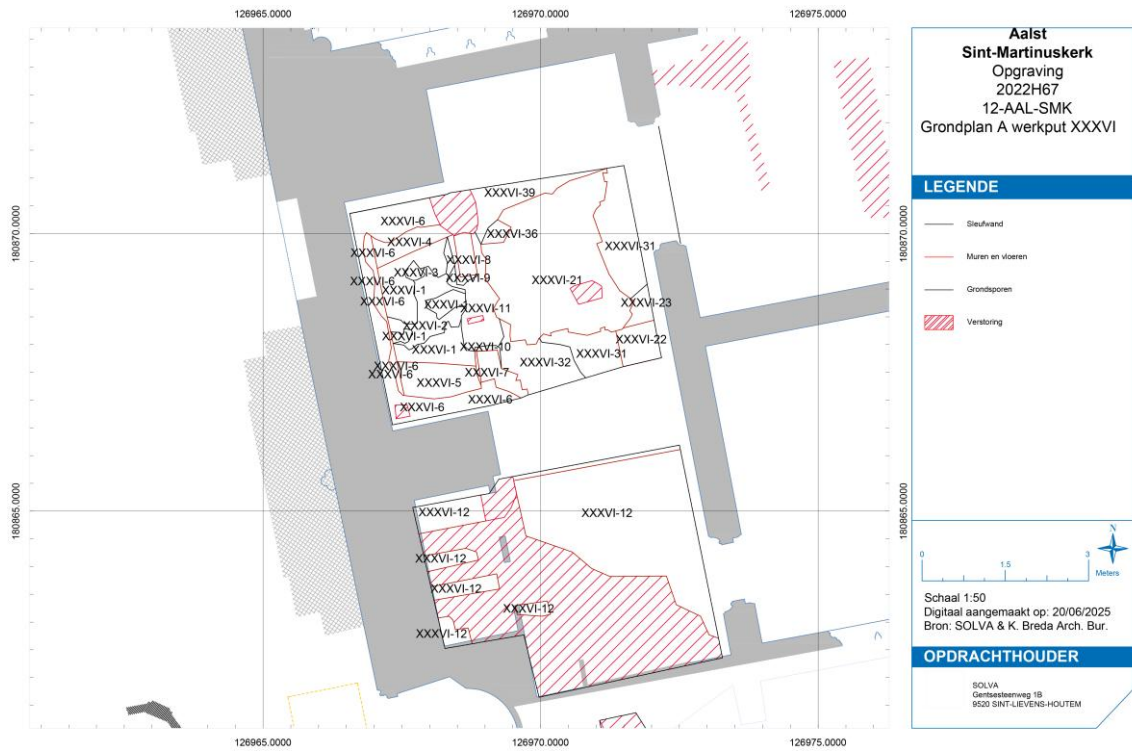 126965.0000 126970.0000 126975.0000
180870.0000
180865.0000
XXXVI-39
XXXVI-6
XXXVI-36
XXXVI-4
XXXVI-31
XXXVI-6
XXXVI-8
XXXVI-3
XXXVI-9
XXXVI-21
XXXVI-6
XXXVI-1
XXXVI-6
XXXVI-23
XXXVI-11
XXXVI-2
XXXVI-1
XXXVI-22
XXXVI-1
XXXVI-10
XXXVI-31
XXXVI-32
XXXVI-6
XXXVI-6
XXXVI-7
XXXVI-5
XXXVI-6
XXXVI-6
XXXVI-12
XXXVI-12
XXXVI-12
XXXVI-12
XXXVI-12
XXXVI-12
180870.0000
180865.0000
126965.0000 126970.0000 126975.0000
Aalst
Sint-Martinuskerk
Opgraving
2022H67
12-AAL-SMK
Grondplan A werkput XXXVI
LEGENDE
Sleufwand
Muren en vloeren
Grondsporen
Verstoring
N
0 1.5 3
Meters
Schaal 1:50
Digitaal aangemaakt op: 20/06/2025
Bron: SOLVA & K. Breda Arch. Bur.
OPDRACHTHOUDER
SOLVA
Gentsesteenweg 1B
9520 SINT-LIEVENS-HOUTEM